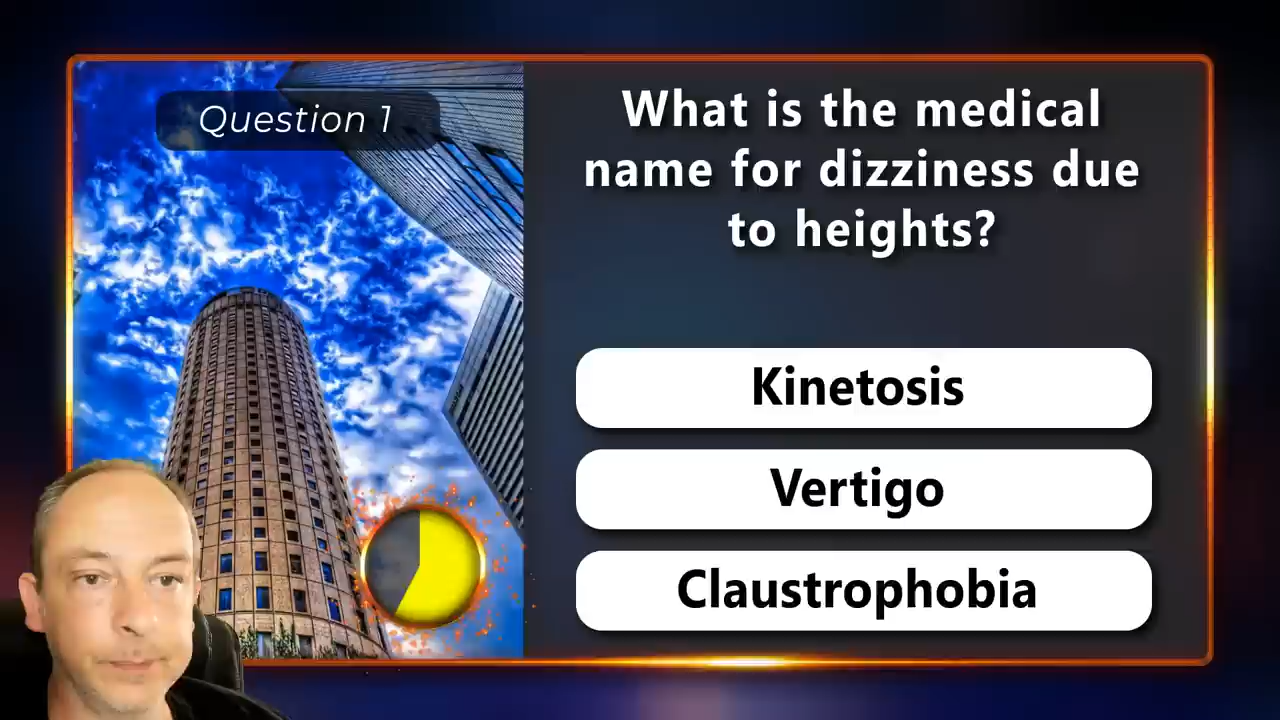 Question 1
What is the medical
name for dizziness due
to heights?
Kinetosis
Vertigo
Claustrophobia